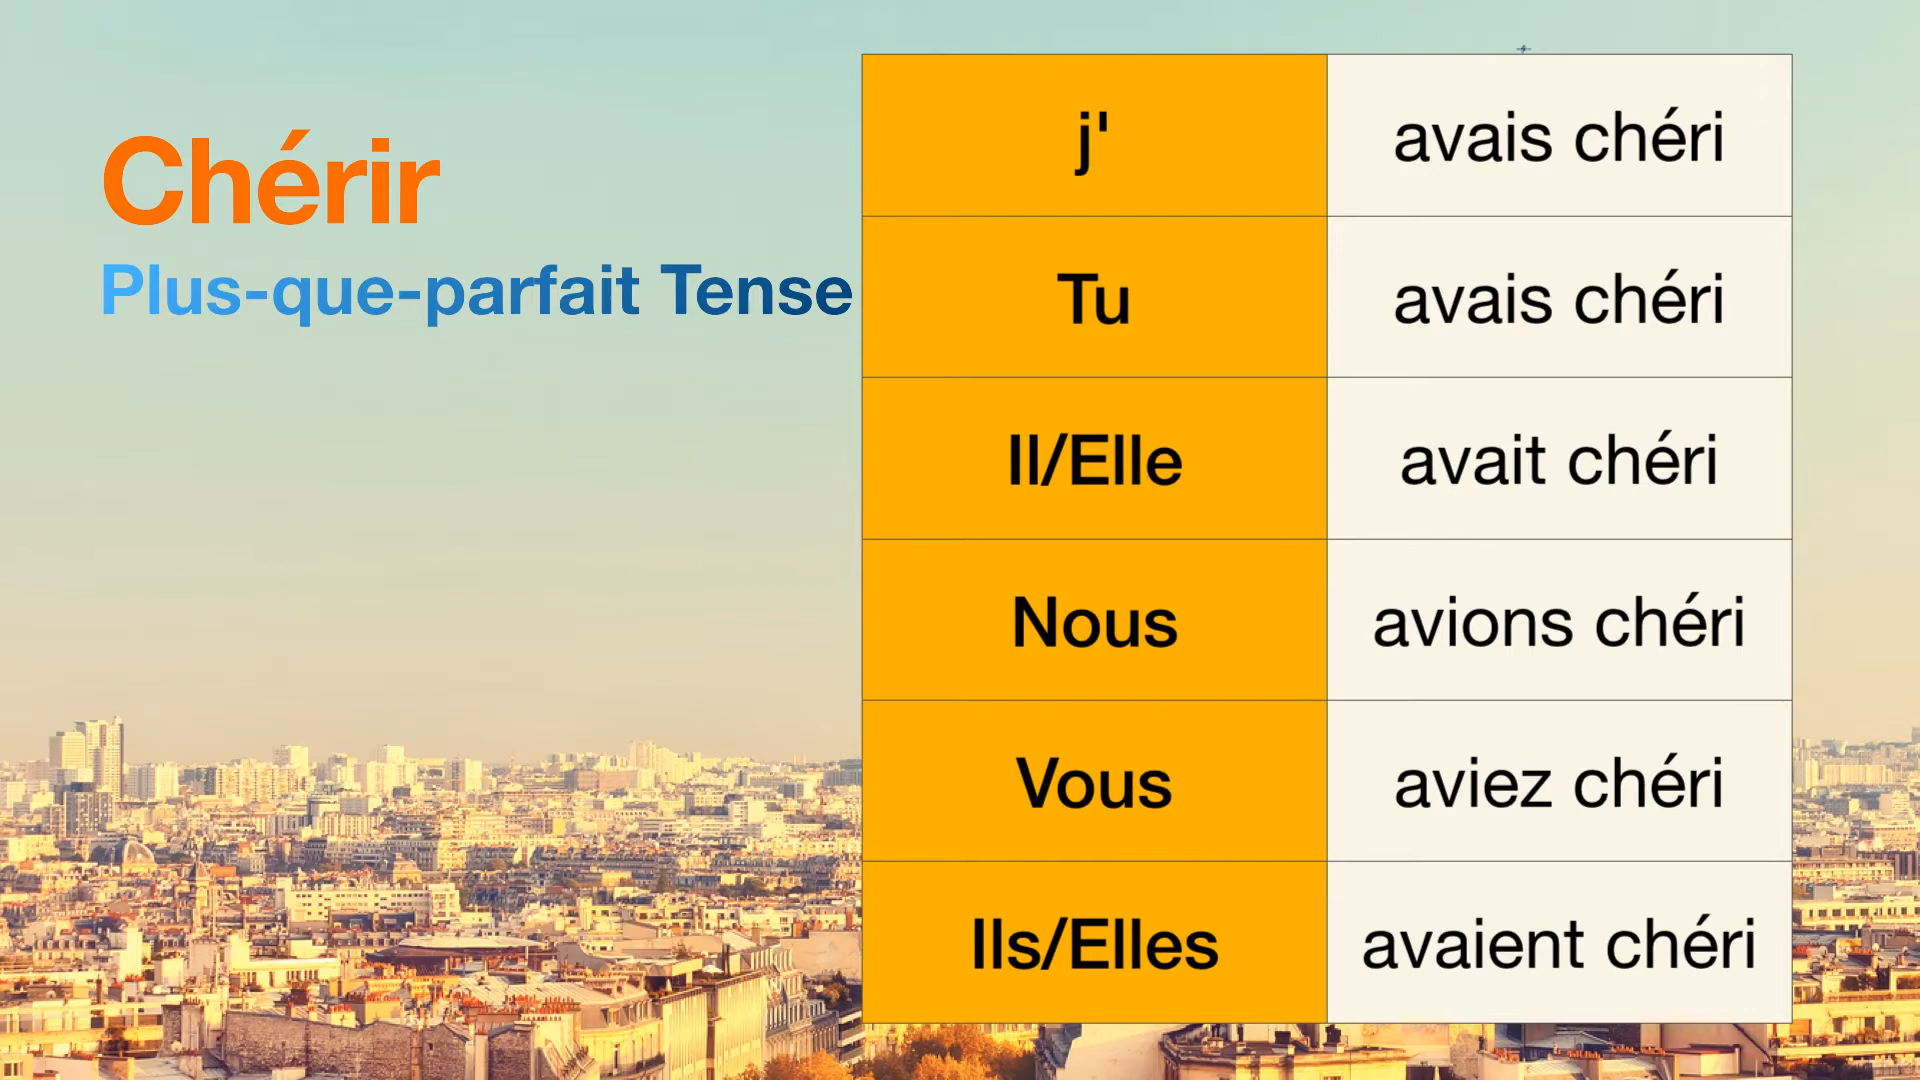 Chérir
Plus-que-parfait Tense
j' avais chéri
Tu avais chéri
Il/Elle avait chéri
Nous avions chéri
Vous aviez chéri
Ils/Elles avaient chéri